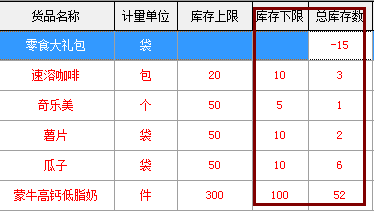 货品名称 计量单位 库存上限 库存下限 总库存数
零食大礼包 袋 -15
速溶咖啡 包 20 10 3
奇乐美 个 50 5 1
薯片 袋 50 10 2
瓜子 袋 50 10 6
蒙牛高钙低脂奶 件 300 100 52